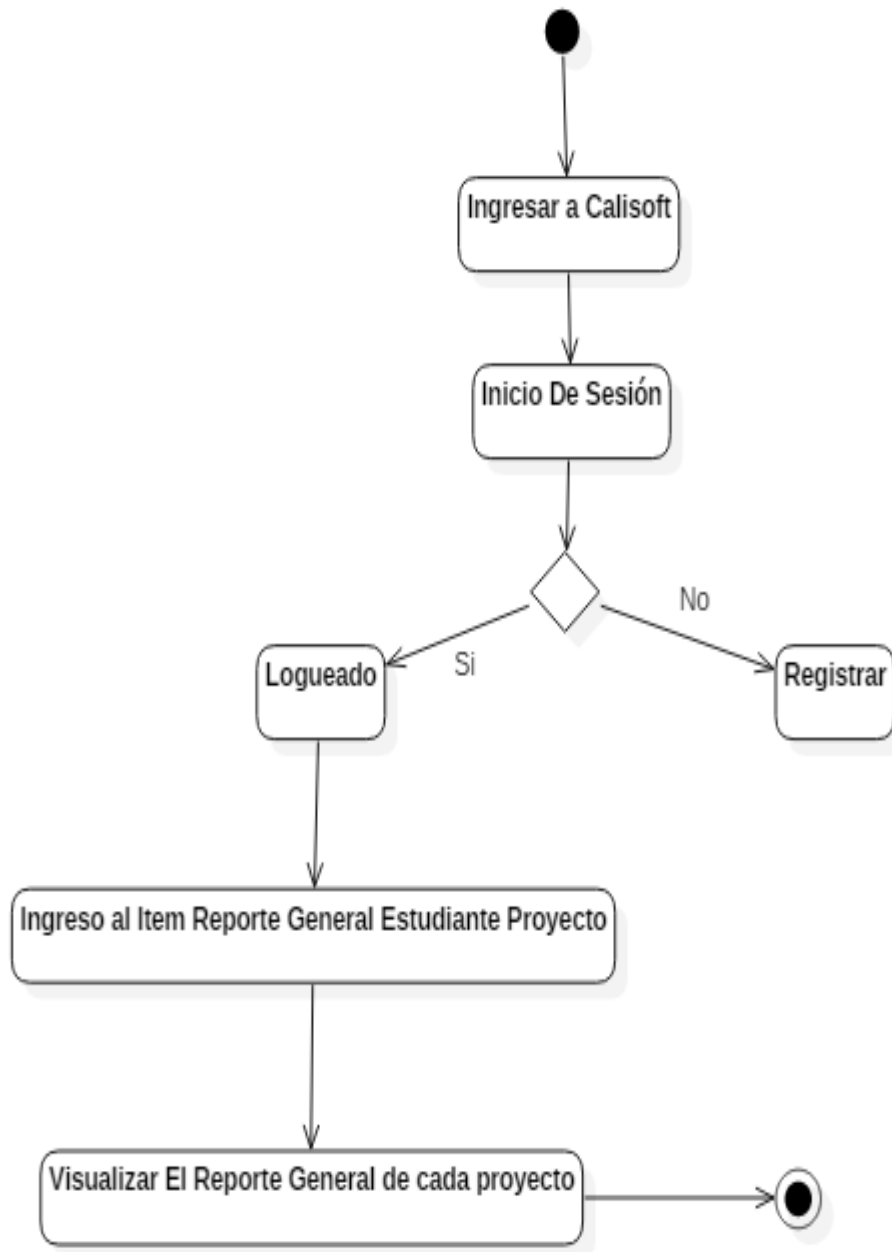 Ingresar a Calisoft
Inicio De Sesión
No
Si
Logueado
Registrar
Ingreso al Item Reporte General Estudiante Proyecto
Visualizar El Reporte General de cada proyecto